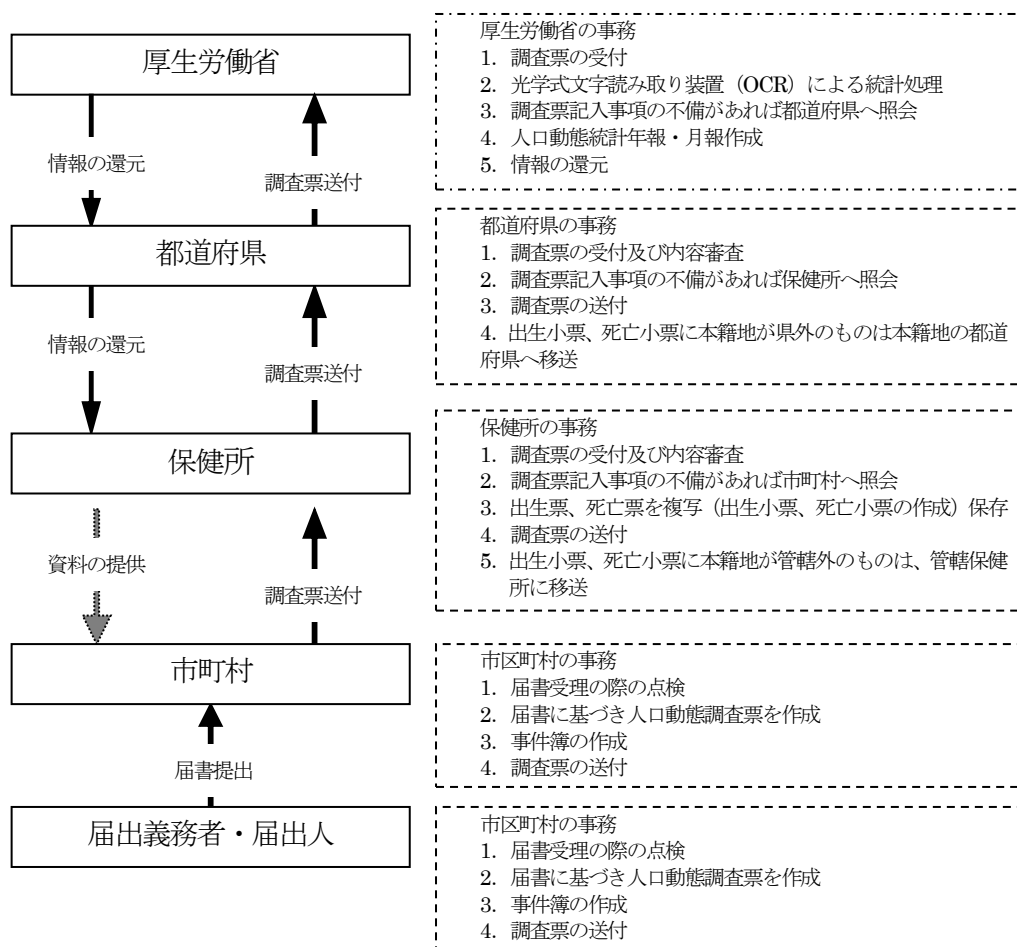 厚生労働省
情報の還元
調査票送付
都道府県
情報の還元
調査票送付
保健所
資料の提供
調査票送付
市町村
届書提出
届出義務者・届出人
厚生労働省の事務
1. 調査票の受付
2. 光学式文字読み取り装置（OCR）による統計処理
3. 調査票記入事項の不備があれば都道府県へ照会
4. 人口動態統計年報・月報作成
5. 情報の還元
都道府県の事務
1. 調査票の受付及び内容審査
2. 調査票記入事項の不備があれば保健所へ照会
3. 調査票の送付
4. 出生小票、死亡小票に本籍地が県外のものは本籍地の都道
府県へ移送
保健所の事務
1. 調査票の受付及び内容審査
2. 調査票記入事項の不備があれば市町村へ照会
3. 出生票、死亡票を複写（出生小票、死亡小票の作成）保存
4. 調査票の送付
5. 出生小票、死亡小票に本籍地が管轄外のものは、管轄保健
所に移送
市区町村の事務
1. 届書受理の際の点検
2. 届書に基づき人口動態調査票を作成
3. 事件簿の作成
4. 調査票の送付
市区町村の事務
1. 届書受理の際の点検
2. 届書に基づき人口動態調査票を作成
3. 事件簿の作成
4. 調査票の送付